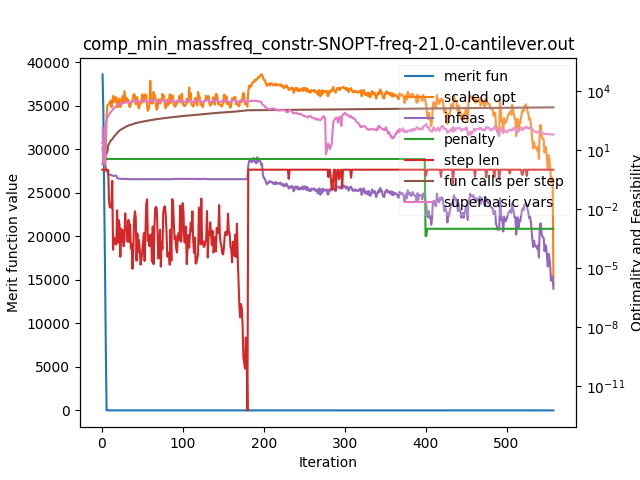 comp_min_massfreq_constr-SNOPT-freq-21.0-cantilever.out
40000
35000
30000
25000
20000
15000
10000
5000
0
Merit function value
0
100
200
300
400
500
Iteration
10^4
10^1
10^−2
10^−5
10^−8
10^−11
Optimality and Feasibility
merit fun
scaled opt
infeas
penalty
step len
fun calls per step
superbasic vars